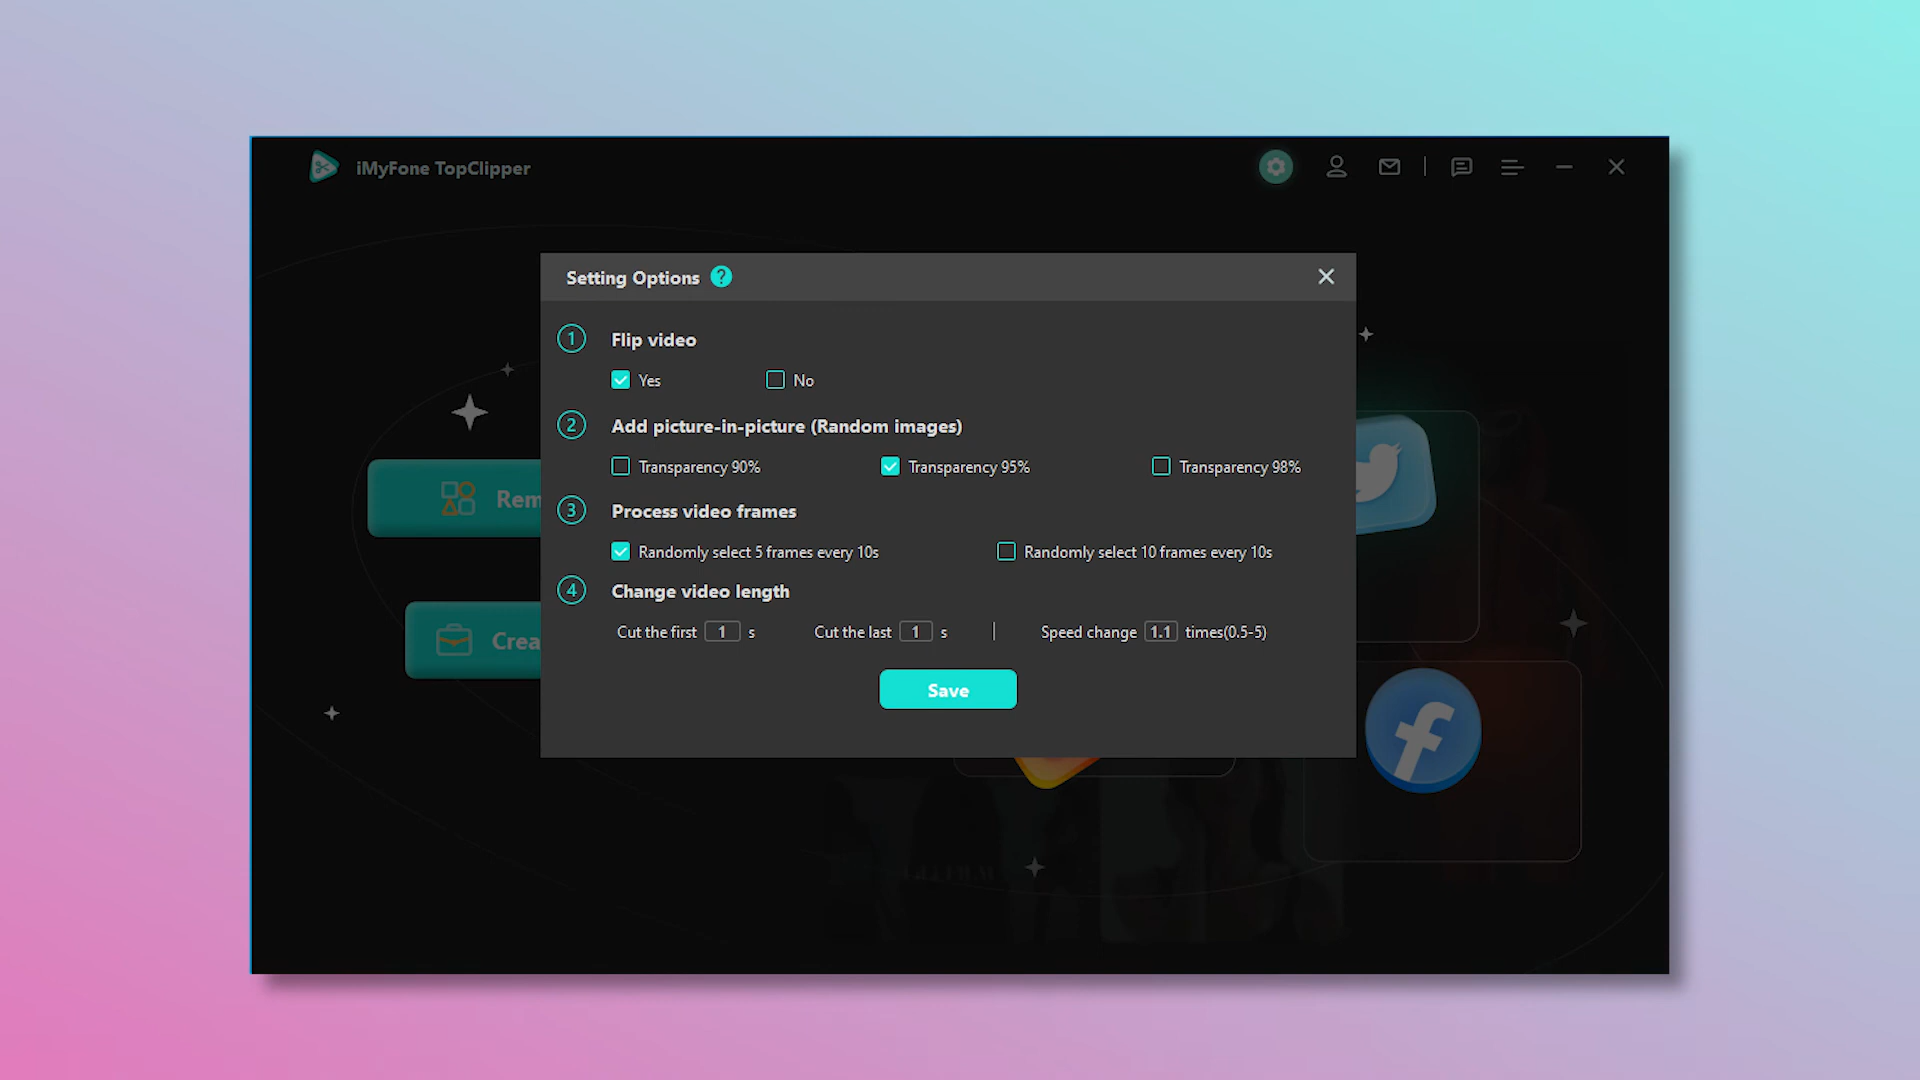 iMyFone TopClipper
Setting Options ?
1 Flip video
Yes No
2 Add picture-in-picture (Random images)
Transparency 90% Transparency 95% Transparency 98%
Rem
3 Process video frames
Randomly select 5 frames every 10s Randomly select 10 frames every 10s
4 Change video length
Cut the first 1 s Cut the last 1 s | Speed change 1.1 times(0.5-5)
Crea
Save
f